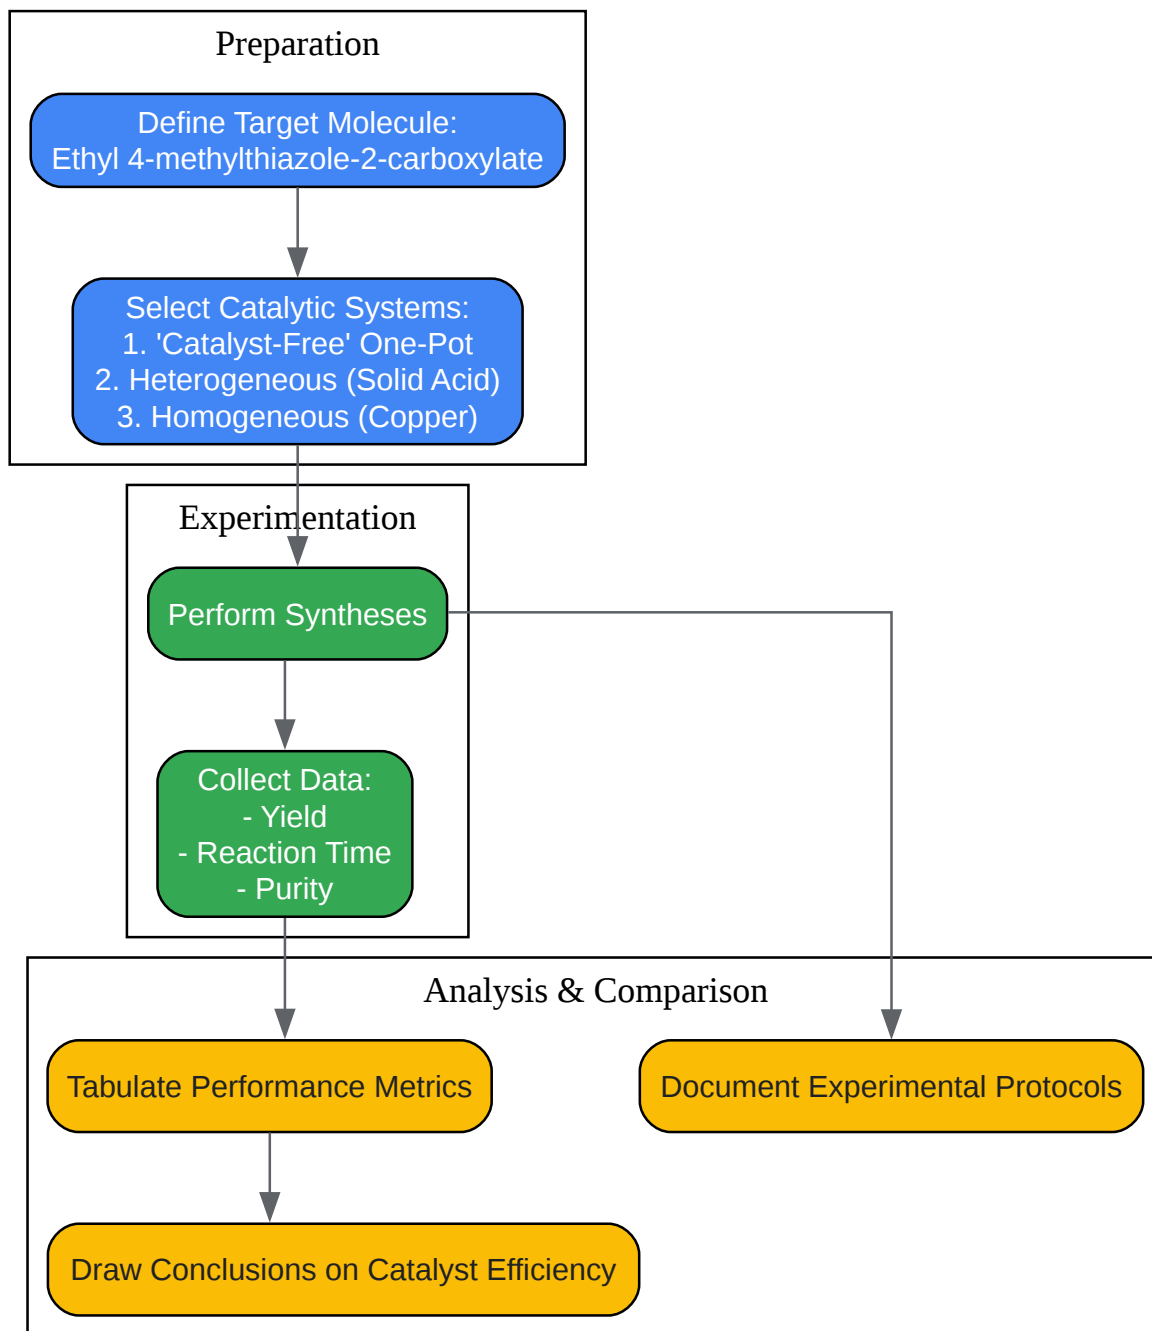 Preparation
Define Target Molecule:
Ethyl 4-methylthiazole-2-carboxylate
Select Catalytic Systems:
1. 'Catalyst-Free' One-Pot
2. Heterogeneous (Solid Acid)
3. Homogeneous (Copper)
Experimentation
Perform Syntheses
Collect Data:
- Yield
- Reaction Time
- Purity
Analysis & Comparison
Tabulate Performance Metrics
Document Experimental Protocols
Draw Conclusions on Catalyst Efficiency